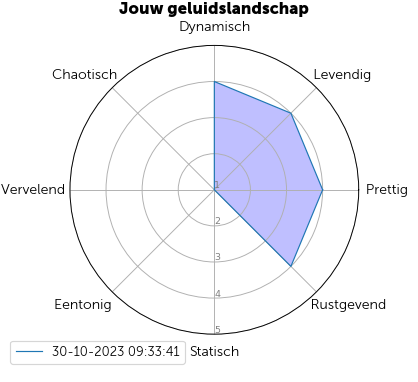 Jouw geluidslandschap
Dynamisch
Chaotisch
Levendig
Vervelend
Prettig
1
2
3
4
5
Eentonig
Rustgevend
Statisch
30-10-2023 09:33:41